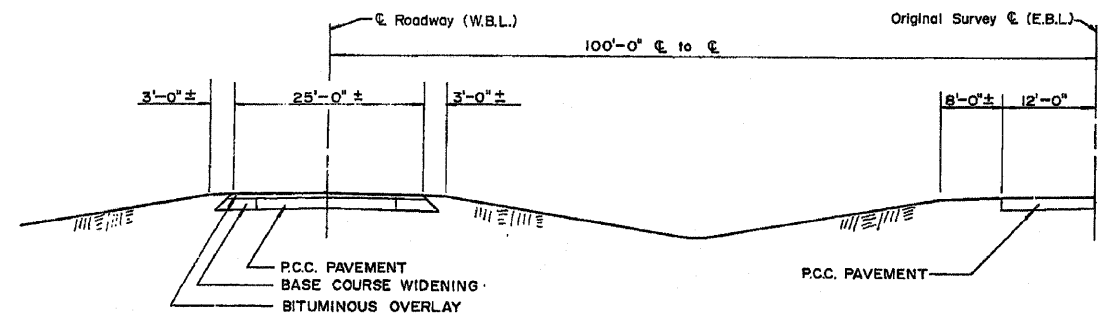 ℄ Roadway (W.B.L.)
Original Survey ℄ (E.B.L.)
100'-0" ℄ to ℄
3'-0" ±
25'-0" ±
3'-0" ±
8'-0" ±
12'-0"
P.C.C. PAVEMENT
BASE COURSE WIDENING
BITUMINOUS OVERLAY
P.C.C. PAVEMENT